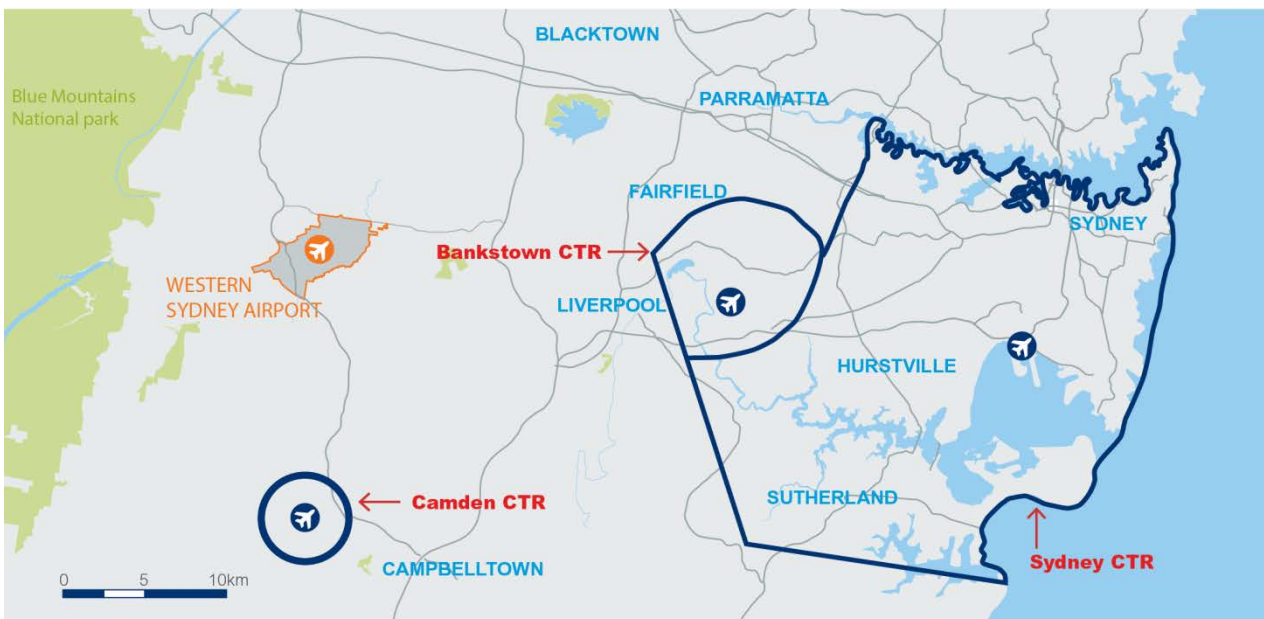 BLACKTOWN
Blue Mountains
National park
PARRAMATTA
FAIRFIELD
SYDNEY
Bankstown CTR
WESTERN
SYDNEY AIRPORT
LIVERPOOL
HURSTVILLE
Camden CTR
SUTHERLAND
CAMPBELLTOWN
Sydney CTR
0 5 10km